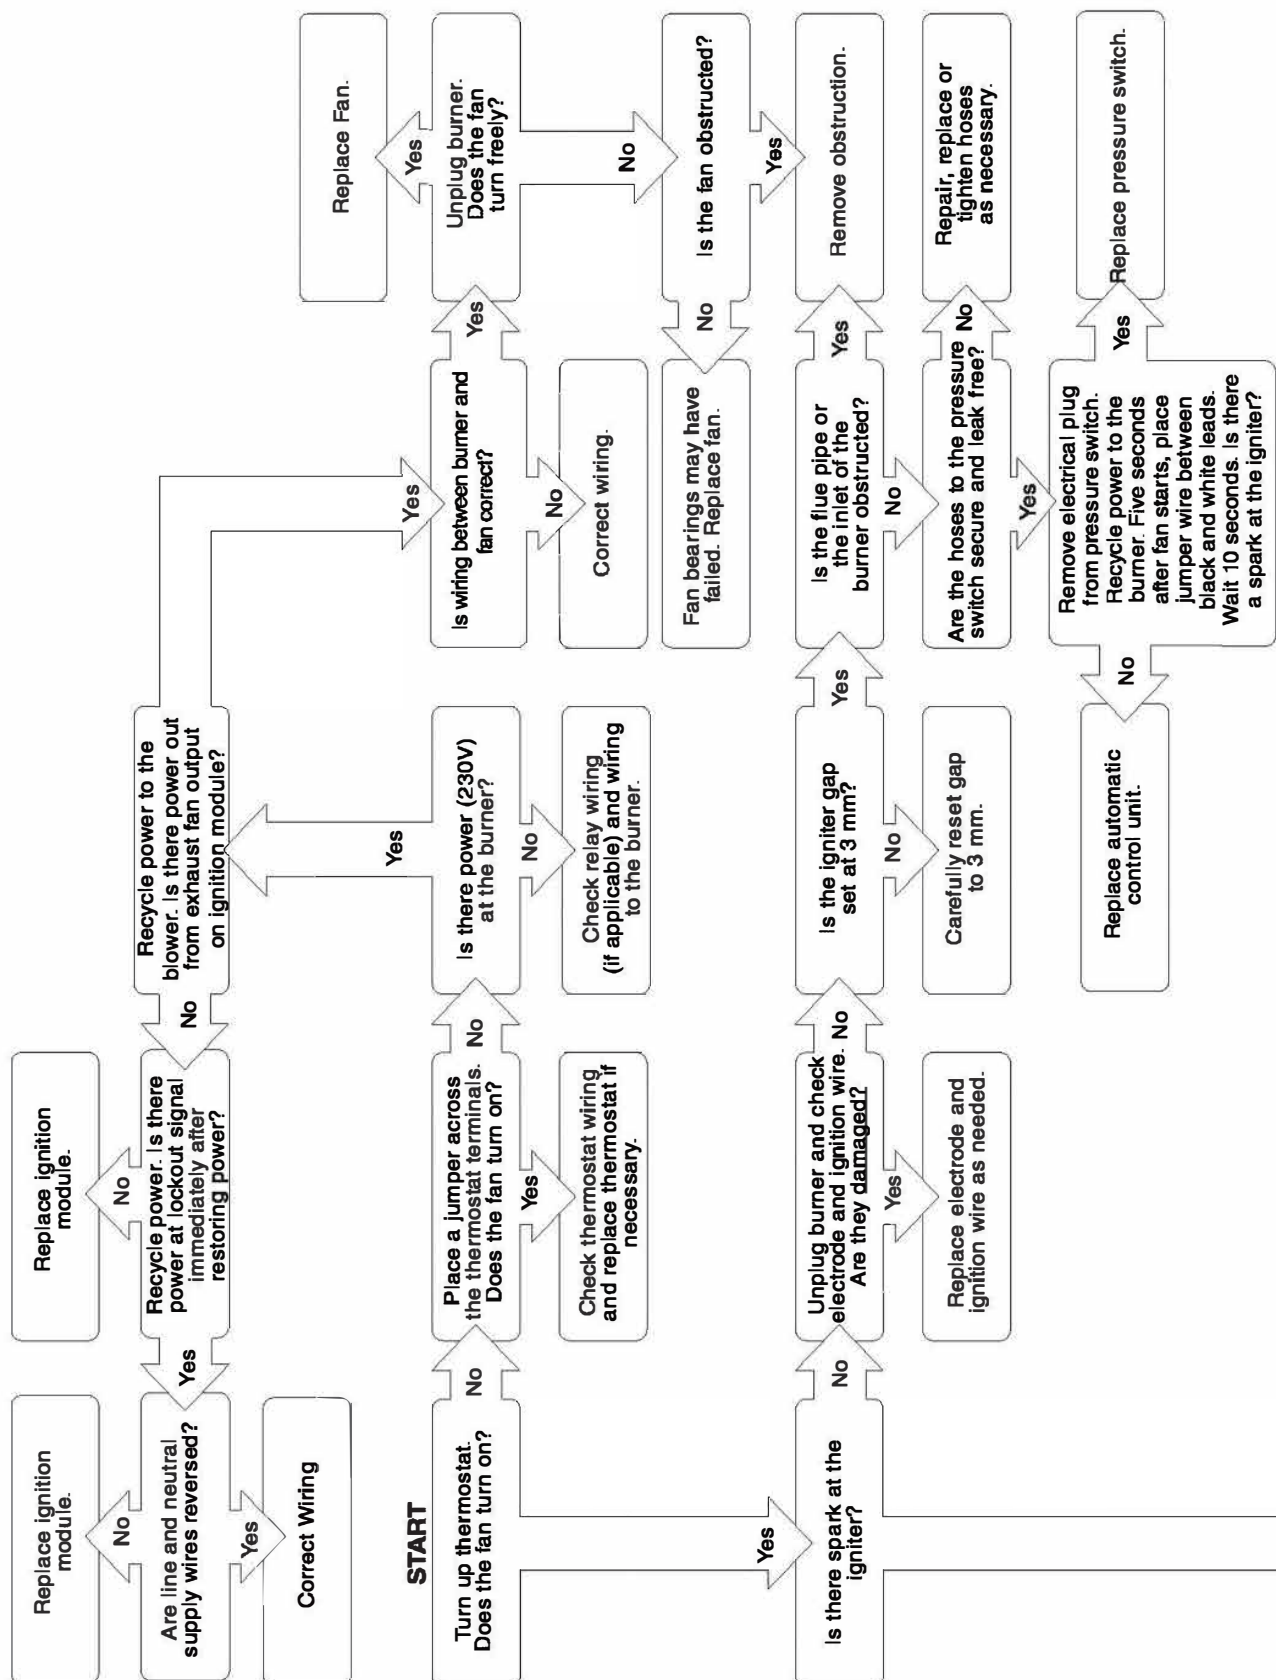 Replace ignition
module.
Replace ignition
module.
Replace Fan.
No
No
Yes
Are line and neutral
supply wires reversed?
Yes
Recycle power. Is there
power at lockout signal
immediately after
restoring power?
No
Recycle power to the
blower. Is there power out
from exhaust fan output
on ignition module?
Yes
Correct Wiring
Yes
Yes
START
Turn up thermostat.
Does the fan turn on?
No
Place a jumper across
the thermostat terminals.
Does the fan turn on?
No
Is there power (230V)
at the burner?
Is wiring between burner and
fan correct?
Yes
Unplug burner.
Does the fan
turn freely?
Yes
No
No
No
Check thermostat wiring
and replace thermostat if
necessary.
Check relay wiring
(if applicable) and wiring
to the burner.
Correct wiring.
Fan bearings may have
failed. Replace fan.
No
Is the fan obstructed?
Yes
Yes
Is there spark at the
igniter?
No
Unplug burner and check
electrode and ignition wire.
Are they damaged?
No
Is the igniter gap
set at 3 mm?
Yes
Is the flue pipe or
the inlet of the
burner obstructed?
Yes
Remove obstruction.
Yes
No
No
Replace electrode and
ignition wire as needed.
Carefully reset gap
to 3 mm.
Are the hoses to the pressure
switch secure and leak free?
No
Repair, replace or
tighten hoses
as necessary.
Yes
Replace automatic
control unit.
No
Remove electrical plug
from pressure switch.
Recycle power to the
burner. Five seconds
after fan starts, place
jumper wire between
black and white leads.
Wait 10 seconds. Is there
a spark at the igniter?
Yes
Replace pressure switch.